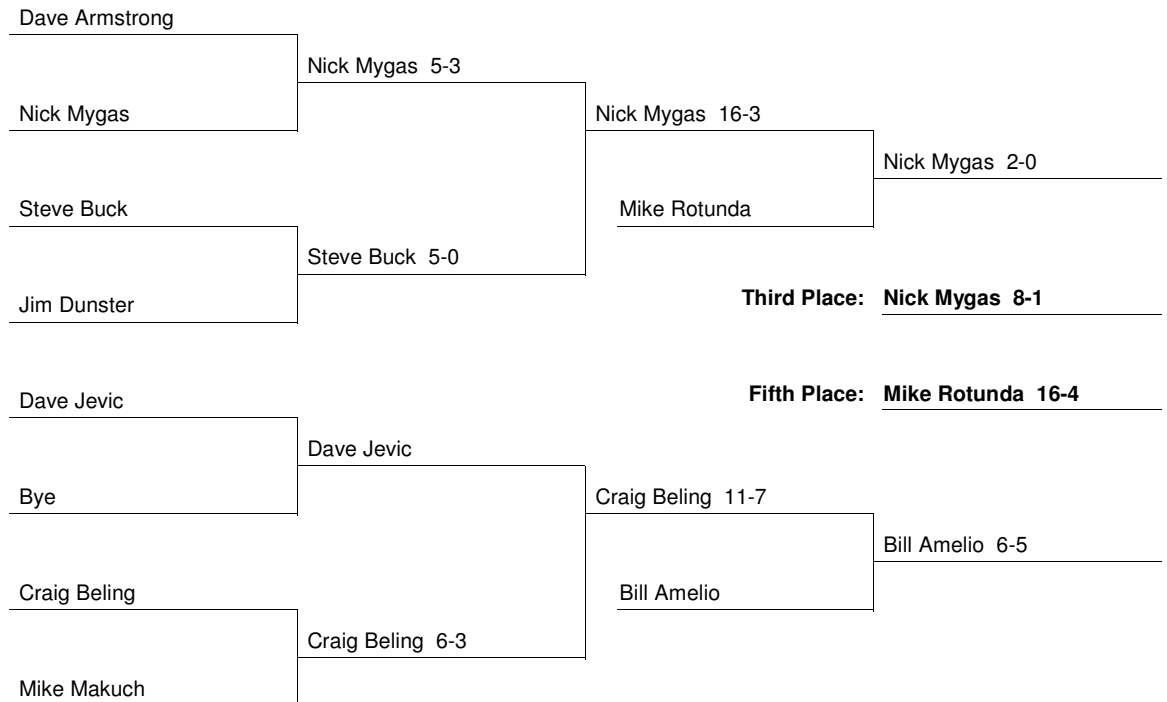 Dave Armstrong
Nick Mygas 5-3
Nick Mygas
Nick Mygas 16-3
Nick Mygas 2-0
Steve Buck
Mike Rotunda
Steve Buck 5-0
Jim Dunster
Third Place: Nick Mygas 8-1
Fifth Place: Mike Rotunda 16-4
Dave Jevic
Dave Jevic
Bye
Craig Beling 11-7
Bill Amelio 6-5
Craig Beling
Bill Amelio
Craig Beling 6-3
Mike Makuch